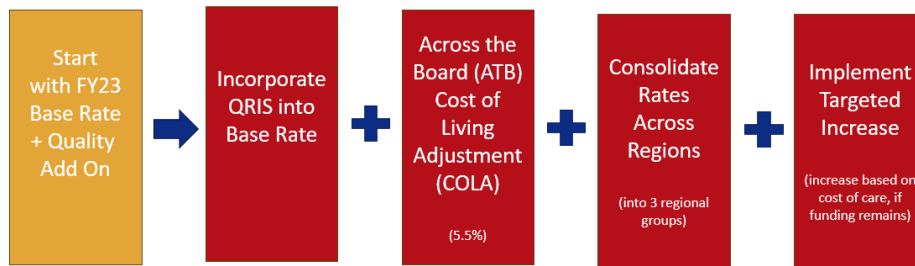 Start
with FY23
Base Rate
+ Quality
Add On
Incorporate
QRIS into
Base Rate
Across the
Board (ATB)
Cost of
Living
Adjustment
(COLA)
(5.5%)
Consolidate
Rates
Across
Regions
(into 3 regional
groups)
Implement
Targeted
Increase
(increase based on
cost of care, if
funding remains)